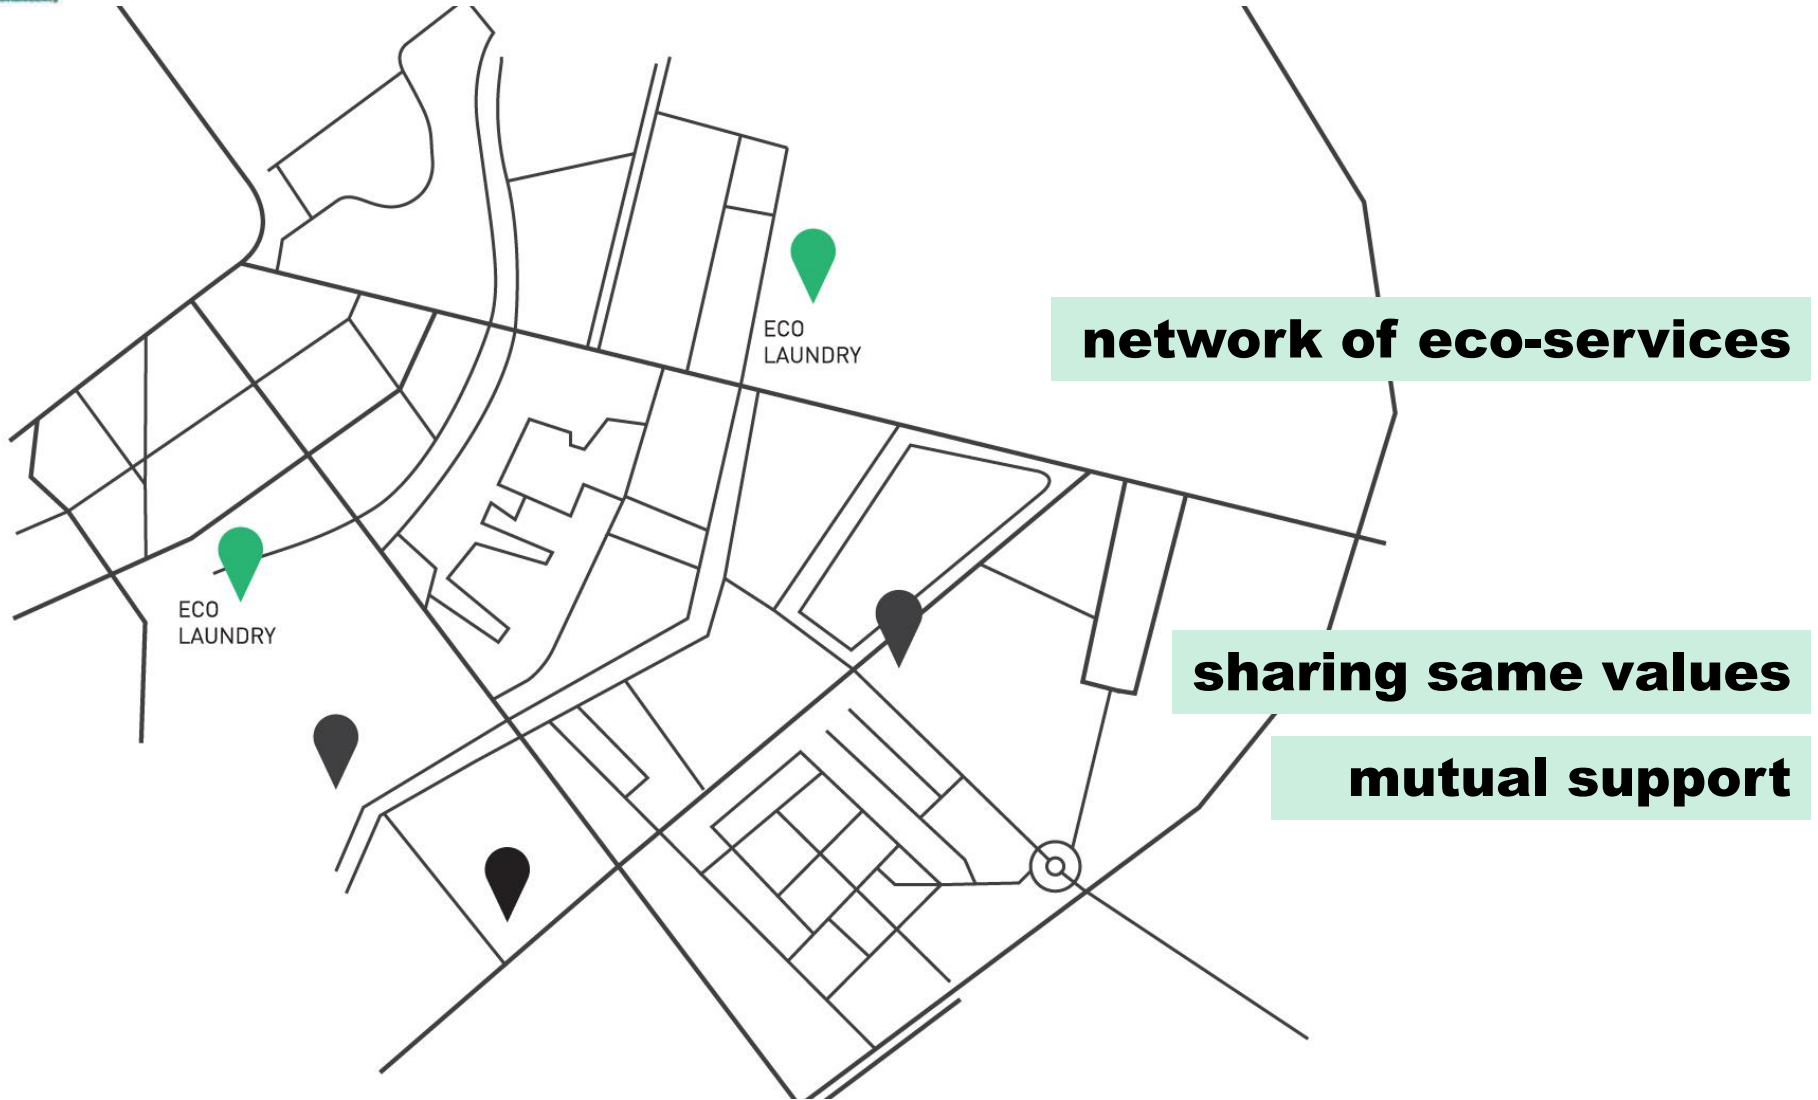 ECO
LAUNDRY
network of eco-services
ECO
LAUNDRY
sharing same values
mutual support